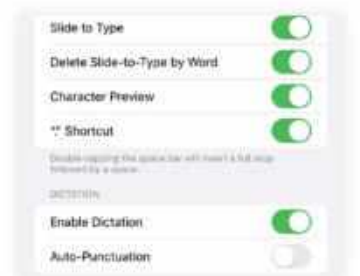 Slide to Type
Delete Slide-to-Type by Word
Character Preview
"." Shortcut
Double-tapping the space bar will insert a full stop
followed by a space.
DICTATION
Enable Dictation
Auto-Punctuation